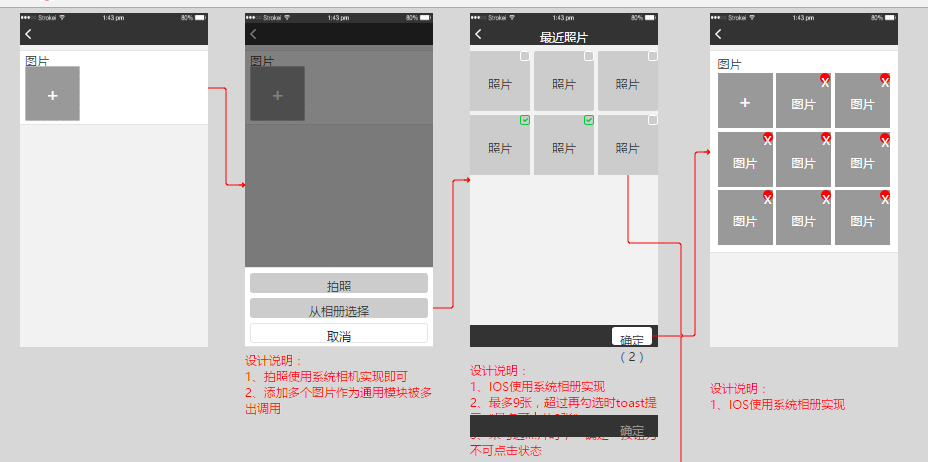 Strokei 1:43 pm 80%
图片
+
Strokei 1:43 pm 80%
图片
+
拍照
从相册选择
取消
设计说明：
1、拍照使用系统相机实现即可
2、添加多个图片作为通用模块被多
出调用
Strokei 1:43 pm 80%
最近照片
照片 照片 照片
照片 照片 照片
确定
（2）
设计说明：
1、IOS使用系统相册实现
2、最多9张，超过再勾选时toast提
确定
不可点击状态
Strokei 1:43 pm 80%
图片
+ 图片 X 图片 X
图片 X 图片 X 图片 X
图片 X 图片 X 图片 X
设计说明：
1、IOS使用系统相册实现